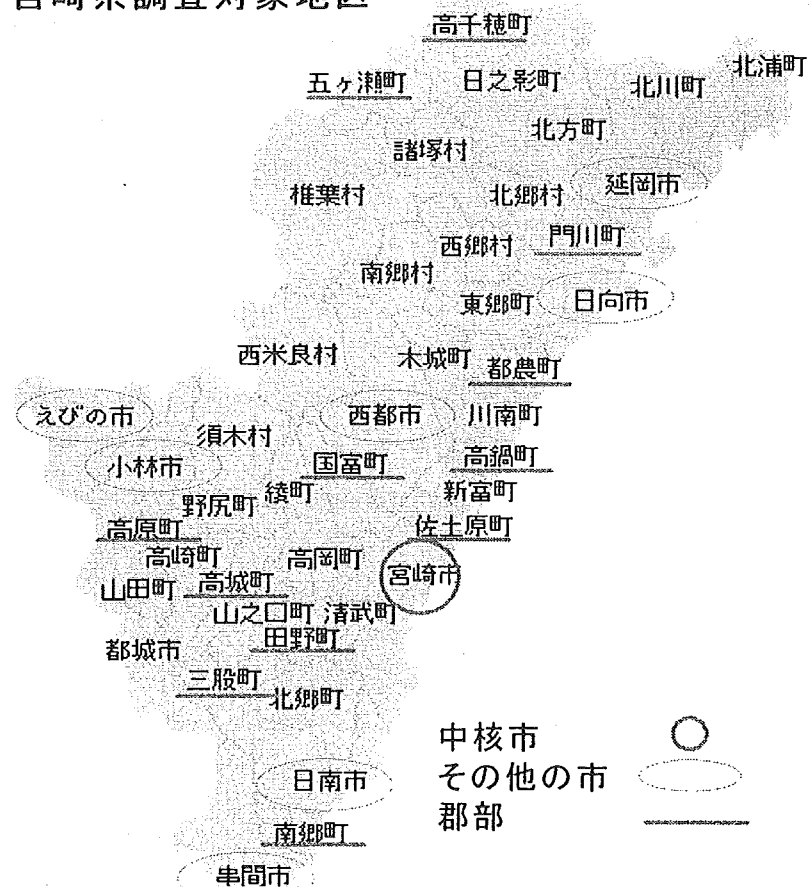 宮崎県調査対象地区
高千穂町
北浦町
五ヶ瀬町 日之影町 北川町
北方町
諸塚村
延岡市
椎葉村 北郷村
門川町
西郷村
南郷村
東郷町 日向市
西米良村 木城町
都農町
えびの市 西都市 川南町
須木村
小林市 国富町 高鍋町
綾町 新富町
野尻町
高原町 佐土原町
高崎町 高岡町
宮崎市
山田町 高城町
山之口町 清武町
田野町
都城市
三股町
北郷町
中核市
その他の市
日南市
郡部
南郷町
串間市